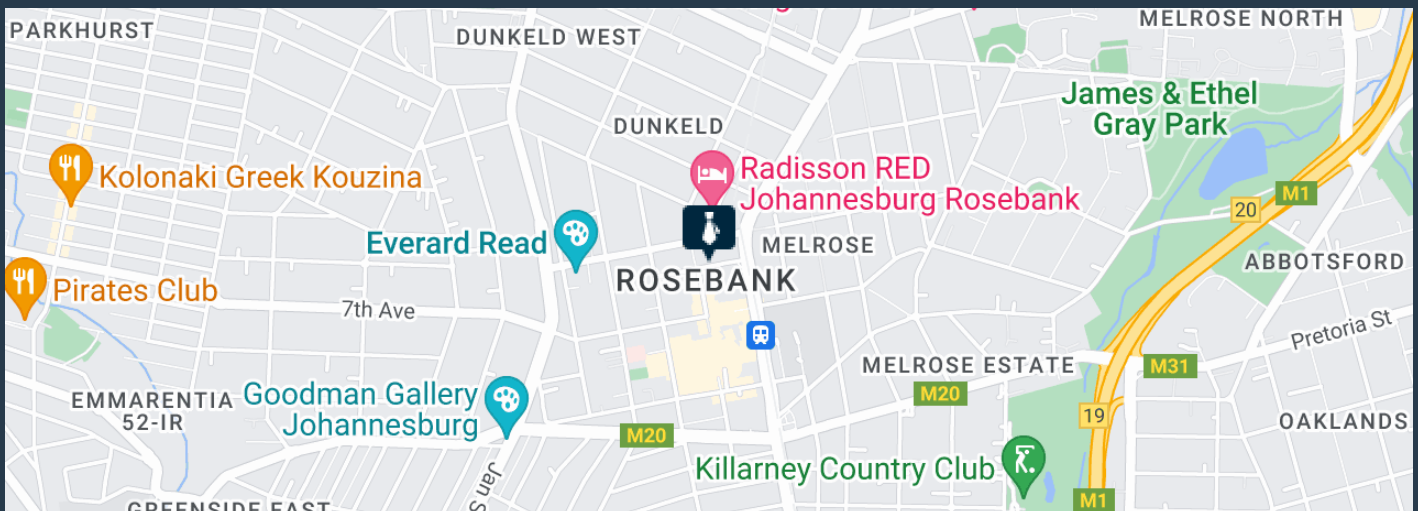 MELROSE NORTH
PARKHURST
DUNKELD WEST
James & Ethel
Gray Park
DUNKELD
Radisson RED
Johannesburg Rosebank
Kolonaki Greek Kouzina
M1
20
Everard Read
MELROSE
ABBOTSFORD
ROSEBANK
Pirates Club
7th Ave
Pretoria St
MELROSE ESTATE
M31
M20
EMMARENTIA
52-IR
Goodman Gallery
Johannesburg
19
OAKLANDS
M20
Killarney Country Club
Jan S
M1
GREENSIDE EAST